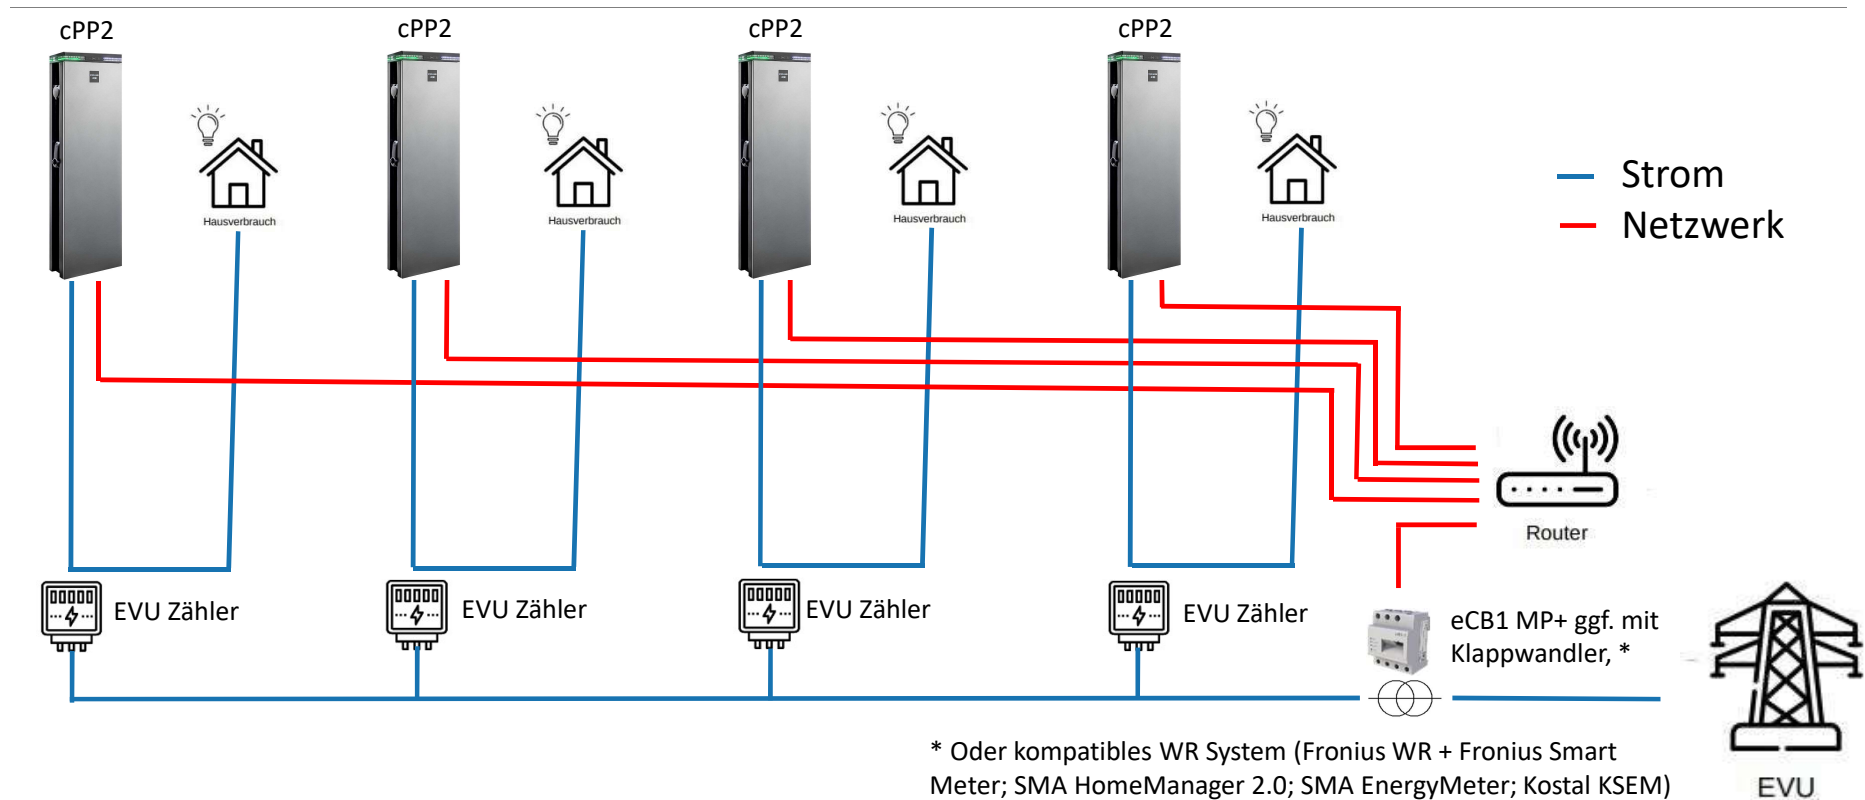 cPP2
cPP2
cPP2
cPP2
Hausverbrauch
Hausverbrauch
Hausverbrauch
Hausverbrauch
Strom
Netzwerk
Router
EVU Zähler
EVU Zähler
EVU Zähler
EVU Zähler
eCB1 MP+ ggf. mit
Klappwandler, *
* Oder kompatibles WR System (Fronius WR + Fronius Smart
Meter; SMA HomeManager 2.0; SMA EnergyMeter; Kostal KSEM)
EVU